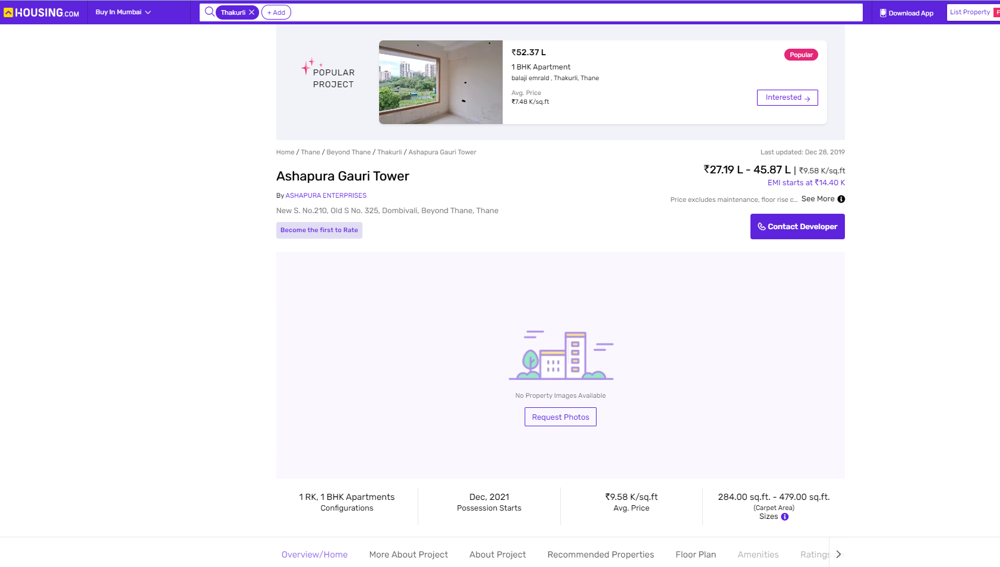 HOUSING.COM
Buy In Mumbai
Thakurli
+ Add
Download App
List Property
POPULAR
PROJECT
₹52.37 L
1 BHK Apartment
balaji emrald , Thakurli, Thane
Avg. Price
₹7.48 K/sq.ft
Popular
Interested
Home / Thane / Beyond Thane / Thakurli / Ashapura Gauri Tower
Last updated: Dec 28, 2019
Ashapura Gauri Tower
₹27.19 L - 45.87 L | ₹9.58 K/sq.ft
EMI starts at ₹14.40 K
By ASHAPURA ENTERPRISES
Price excludes maintenance, floor rise c... See More
New S. No.210, Old S No. 325, Dombivali, Beyond Thane, Thane
Become the first to Rate
Contact Developer
No Property Images Available
Request Photos
1 RK, 1 BHK Apartments
Configurations
Dec, 2021
Possession Starts
₹9.58 K/sq.ft
Avg. Price
284.00 sq.ft. - 479.00 sq.ft.
(Carpet Area)
Sizes
Overview/Home
More About Project
About Project
Recommended Properties
Floor Plan
Amenities
Ratings